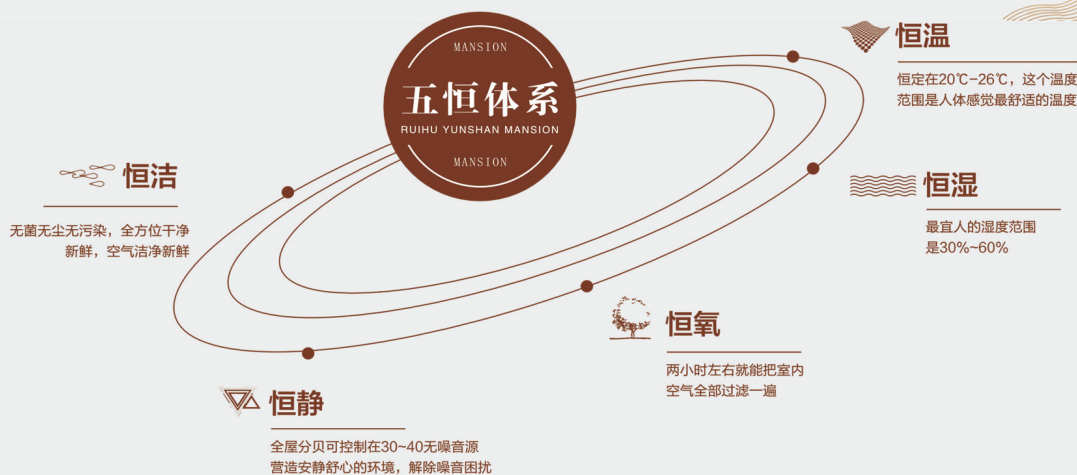 MANSION
五恒体系
RUIHU YUNSHAN MANSION
MANSION
恒温
恒定在20℃-26℃，这个温度
范围是人体感觉最舒适的温度
恒湿
最宜人的湿度范围
是30%~60%
恒氧
两小时左右就能把室内
空气全部过滤一遍
恒静
全屋分贝可控制在30~40无噪音源
营造安静舒心的环境，解除噪音困扰
恒洁
无菌无尘无污染，全方位干净
新鲜，空气洁净新鲜